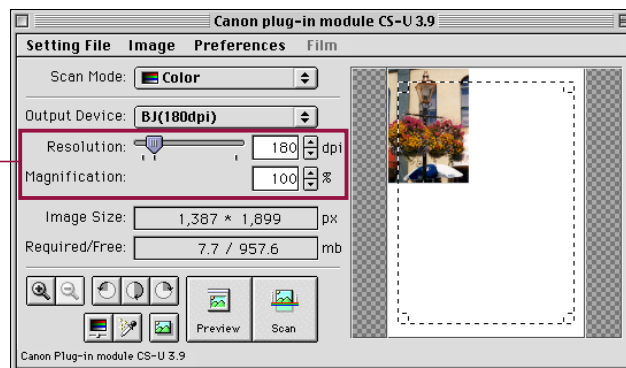 Canon plug-in module CS-U 3.9
Setting File Image Preferences Film
Scan Mode: Color
Output Device: BJ(180dpi)
Resolution: 180 dpi
Magnification: 100 %
Image Size: 1,387 * 1,899 px
Required/Free: 7.7 / 957.6 mb
Preview Scan
Canon Plug-in module CS-U 3.9